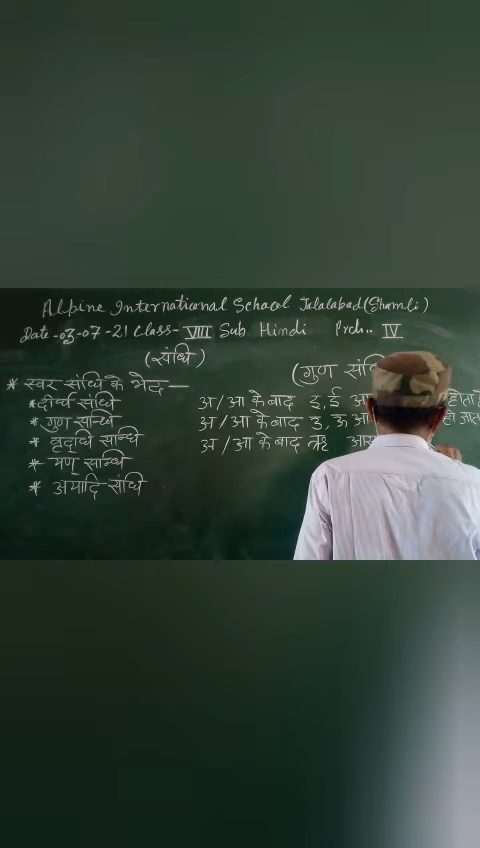 Alpine International School Jalalabad (Shamli)
Date -03-07-21 Class- VIII Sub Hindi Prd.. IV
(संधि)
(गुण संधि
* स्वर संधि के भेद —
* दीर्घ संधि
* गुण सन्धि
* वृद्धि सन्धि
* यण् सन्धि
* अयादि संधि
अ/आ के बाद इ, ई आ होता है
अ/आ के बाद उ, ऊ आ हो जात
अ/आ के बाद ऋ आए